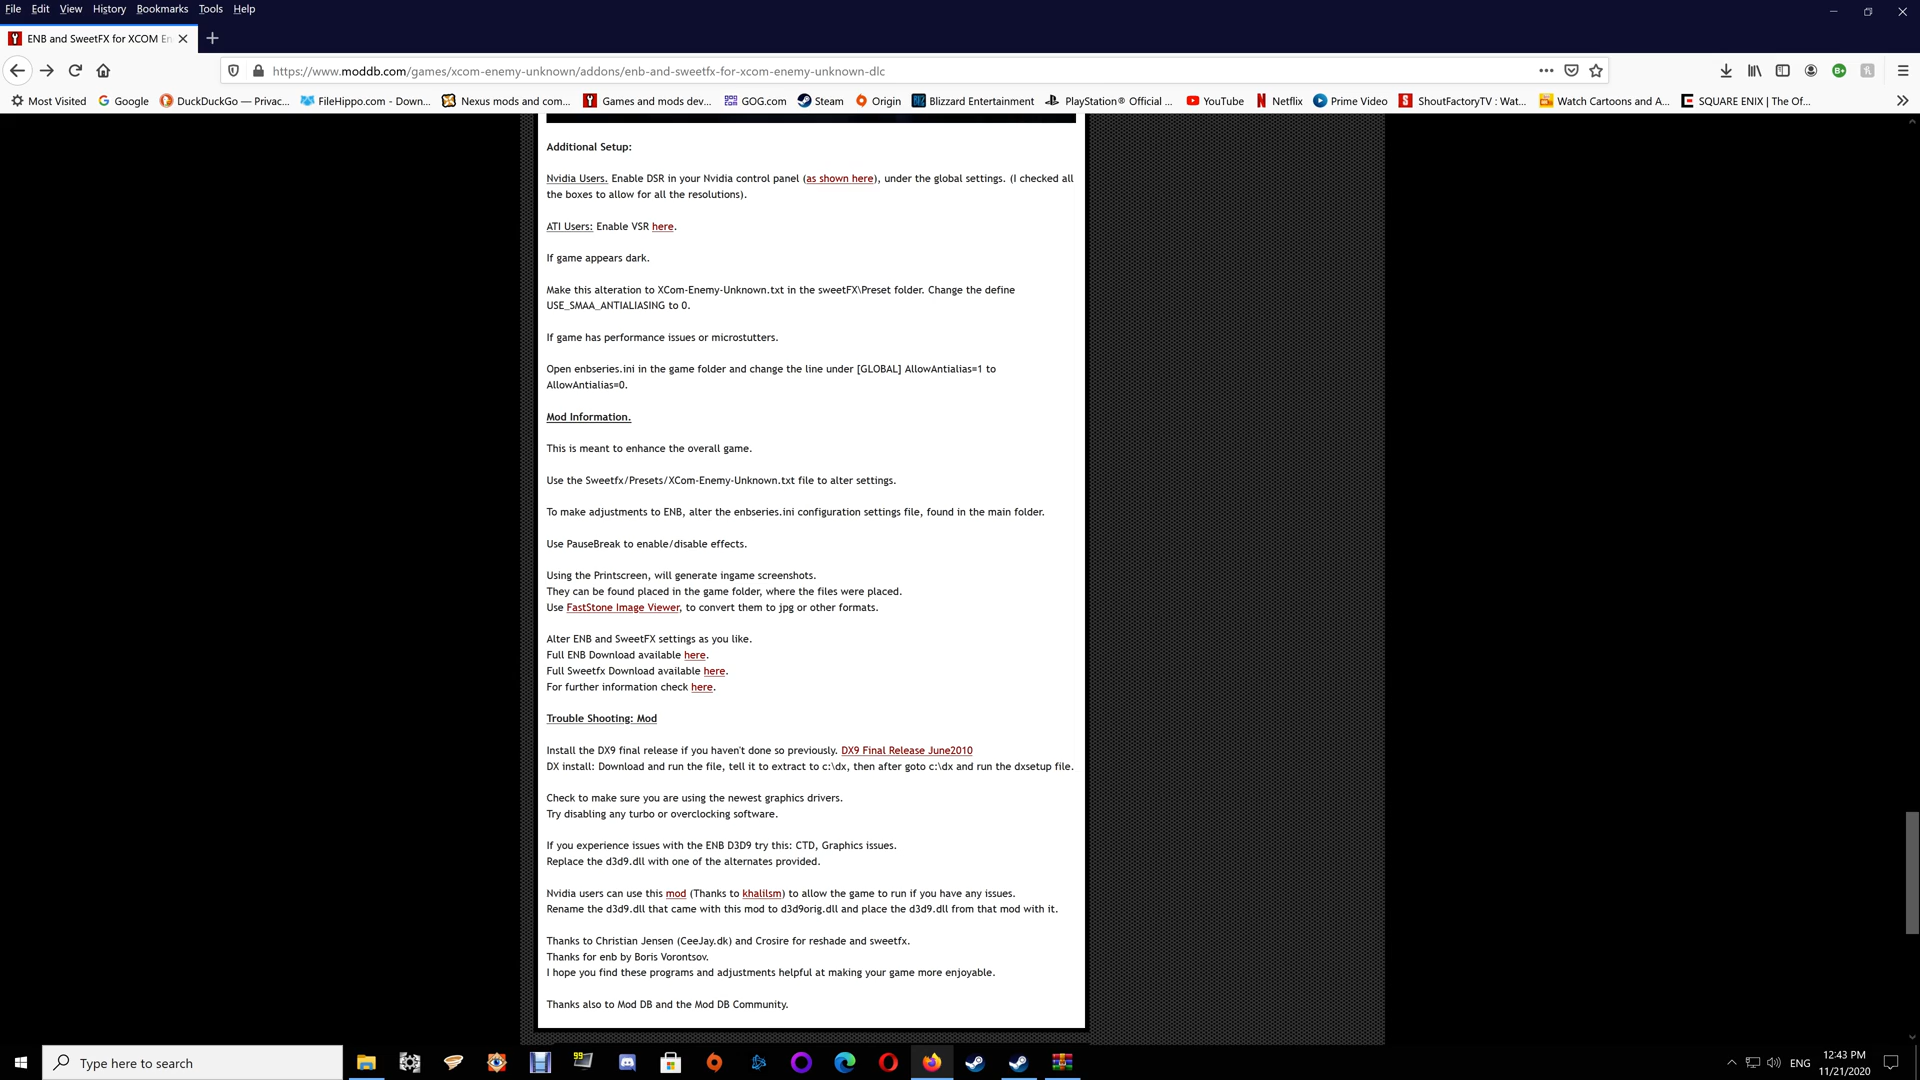 File Edit View History Bookmarks Tools Help
ENB and SweetFX for XCOM En
https://www.moddb.com/games/xcom-enemy-unknown/addons/enb-and-sweetfx-for-xcom-enemy-unknown-dlc
Most Visited Google DuckDuckGo — Privac... FileHippo.com - Down... Nexus mods and com... Games and mods dev... GOG.com Steam Origin Blizzard Entertainment PlayStation® Official ... YouTube Netflix Prime Video ShoutFactoryTV : Wat... Watch Cartoons and A... SQUARE ENIX | The Of...
Additional Setup:
Nvidia Users. Enable DSR in your Nvidia control panel (as shown here), under the global settings. (I checked all
the boxes to allow for all the resolutions).
ATI Users: Enable VSR here.
If game appears dark.
Make this alteration to XCom-Enemy-Unknown.txt in the sweetFX\Preset folder. Change the define
USE_SMAA_ANTIALIASING to 0.
If game has performance issues or microstutters.
Open enbseries.ini in the game folder and change the line under [GLOBAL] AllowAntialias=1 to
AllowAntialias=0.
Mod Information.
This is meant to enhance the overall game.
Use the Sweetfx/Presets/XCom-Enemy-Unknown.txt file to alter settings.
To make adjustments to ENB, alter the enbseries.ini configuration settings file, found in the main folder.
Use PauseBreak to enable/disable effects.
Using the Printscreen, will generate ingame screenshots.
They can be found placed in the game folder, where the files were placed.
Use FastStone Image Viewer, to convert them to jpg or other formats.
Alter ENB and SweetFX settings as you like.
Full ENB Download available here.
Full Sweetfx Download available here.
For further information check here.
Trouble Shooting: Mod
Install the DX9 final release if you haven't done so previously. DX9 Final Release June2010
DX install: Download and run the file, tell it to extract to c:\dx, then after goto c:\dx and run the dxsetup file.
Check to make sure you are using the newest graphics drivers.
Try disabling any turbo or overclocking software.
If you experience issues with the ENB D3D9 try this: CTD, Graphics issues.
Replace the d3d9.dll with one of the alternates provided.
Nvidia users can use this mod (Thanks to khalilsm) to allow the game to run if you have any issues.
Rename the d3d9.dll that came with this mod to d3d9orig.dll and place the d3d9.dll from that mod with it.
Thanks to Christian Jensen (CeeJay.dk) and Crosire for reshade and sweetfx.
Thanks for enb by Boris Vorontsov.
I hope you find these programs and adjustments helpful at making your game more enjoyable.
Thanks also to Mod DB and the Mod DB Community.
Type here to search
99
ENG
12:43 PM
11/21/2020